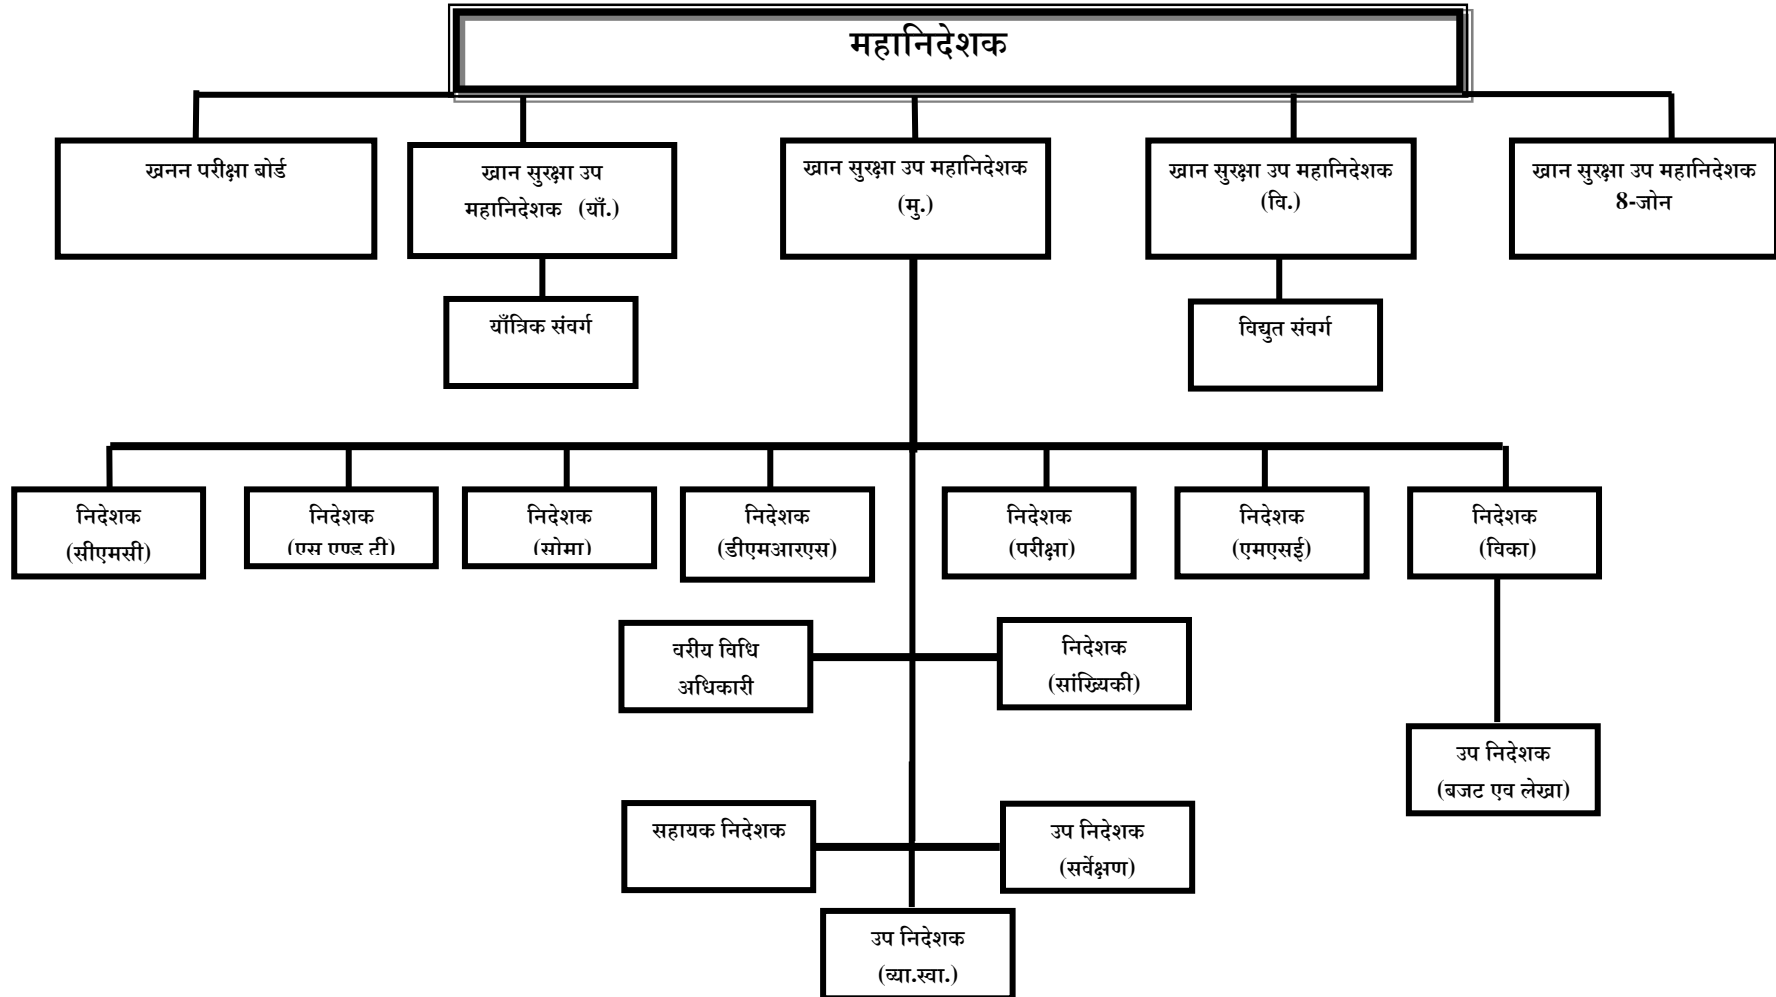 महानिदेशक
खनन परीक्षा बोर्ड
खान सुरक्षा उप
महानिदेशक (याँ.)
खान सुरक्षा उप महानिदेशक
(मु.)
खान सुरक्षा उप महानिदेशक
(वि.)
खान सुरक्षा उप महानिदेशक
8-जोन
याँत्रिक संवर्ग
विद्युत संवर्ग
निदेशक
(सीएमसी)
निदेशक
(एस एण्ड टी)
निदेशक
(सोमा)
निदेशक
(डीएमआरएस)
निदेशक
(परीक्षा)
निदेशक
(एमएसई)
निदेशक
(विका)
वरीय विधि
अधिकारी
निदेशक
(सांख्यिकी)
उप निदेशक
(बजट एव लेखा)
सहायक निदेशक
उप निदेशक
(सर्वेक्षण)
उप निदेशक
(व्या.स्वा.)